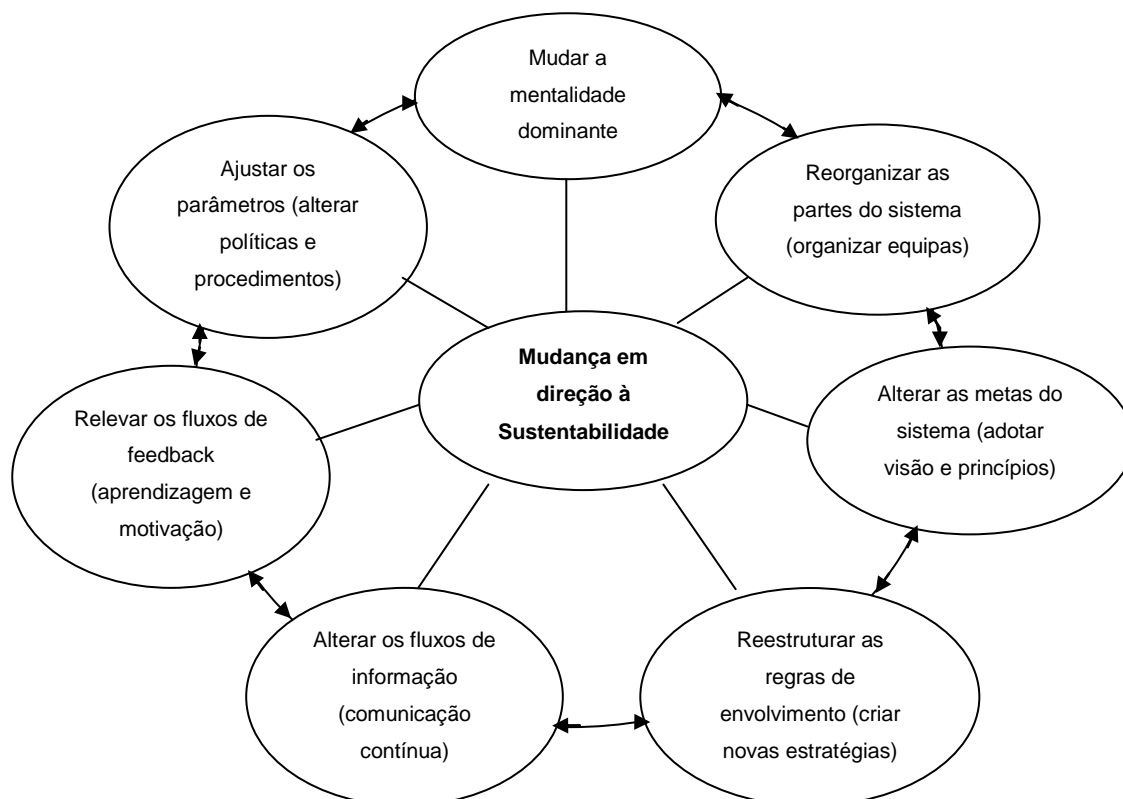 Mudar a
mentalidade
dominante
Reorganizar as
partes do sistema
(organizar equipas)
Alterar as metas do
sistema (adotar
visão e princípios)
Reestruturar as
regras de
envolvimento (criar
novas estratégias)
Alterar os fluxos de
informação
(comunicação
contínua)
Relevar os fluxos de
feedback
(aprendizagem e
motivação)
Ajustar os
parâmetros (alterar
políticas e
procedimentos)
Mudança em
direção à
Sustentabilidade